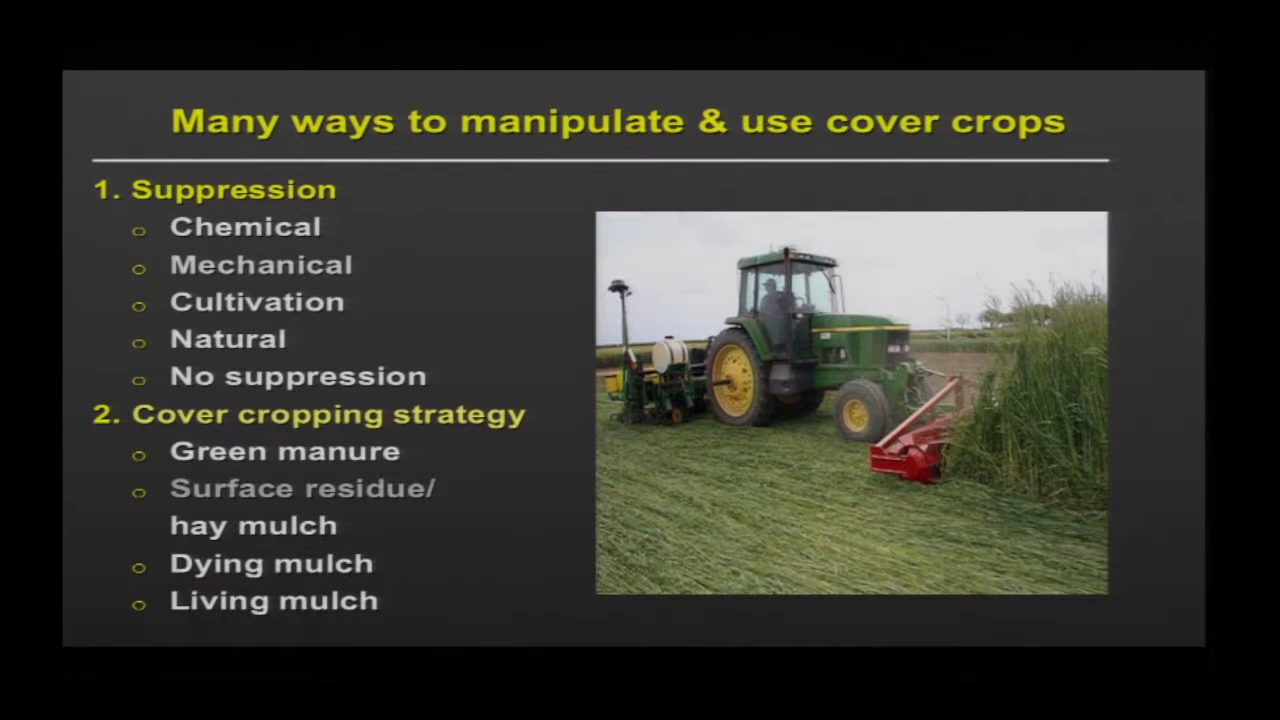 Many ways to manipulate & use cover crops
1. Suppression
o Chemical
o Mechanical
o Cultivation
o Natural
o No suppression
2. Cover cropping strategy
o Green manure
o Surface residue/
hay mulch
o Dying mulch
o Living mulch